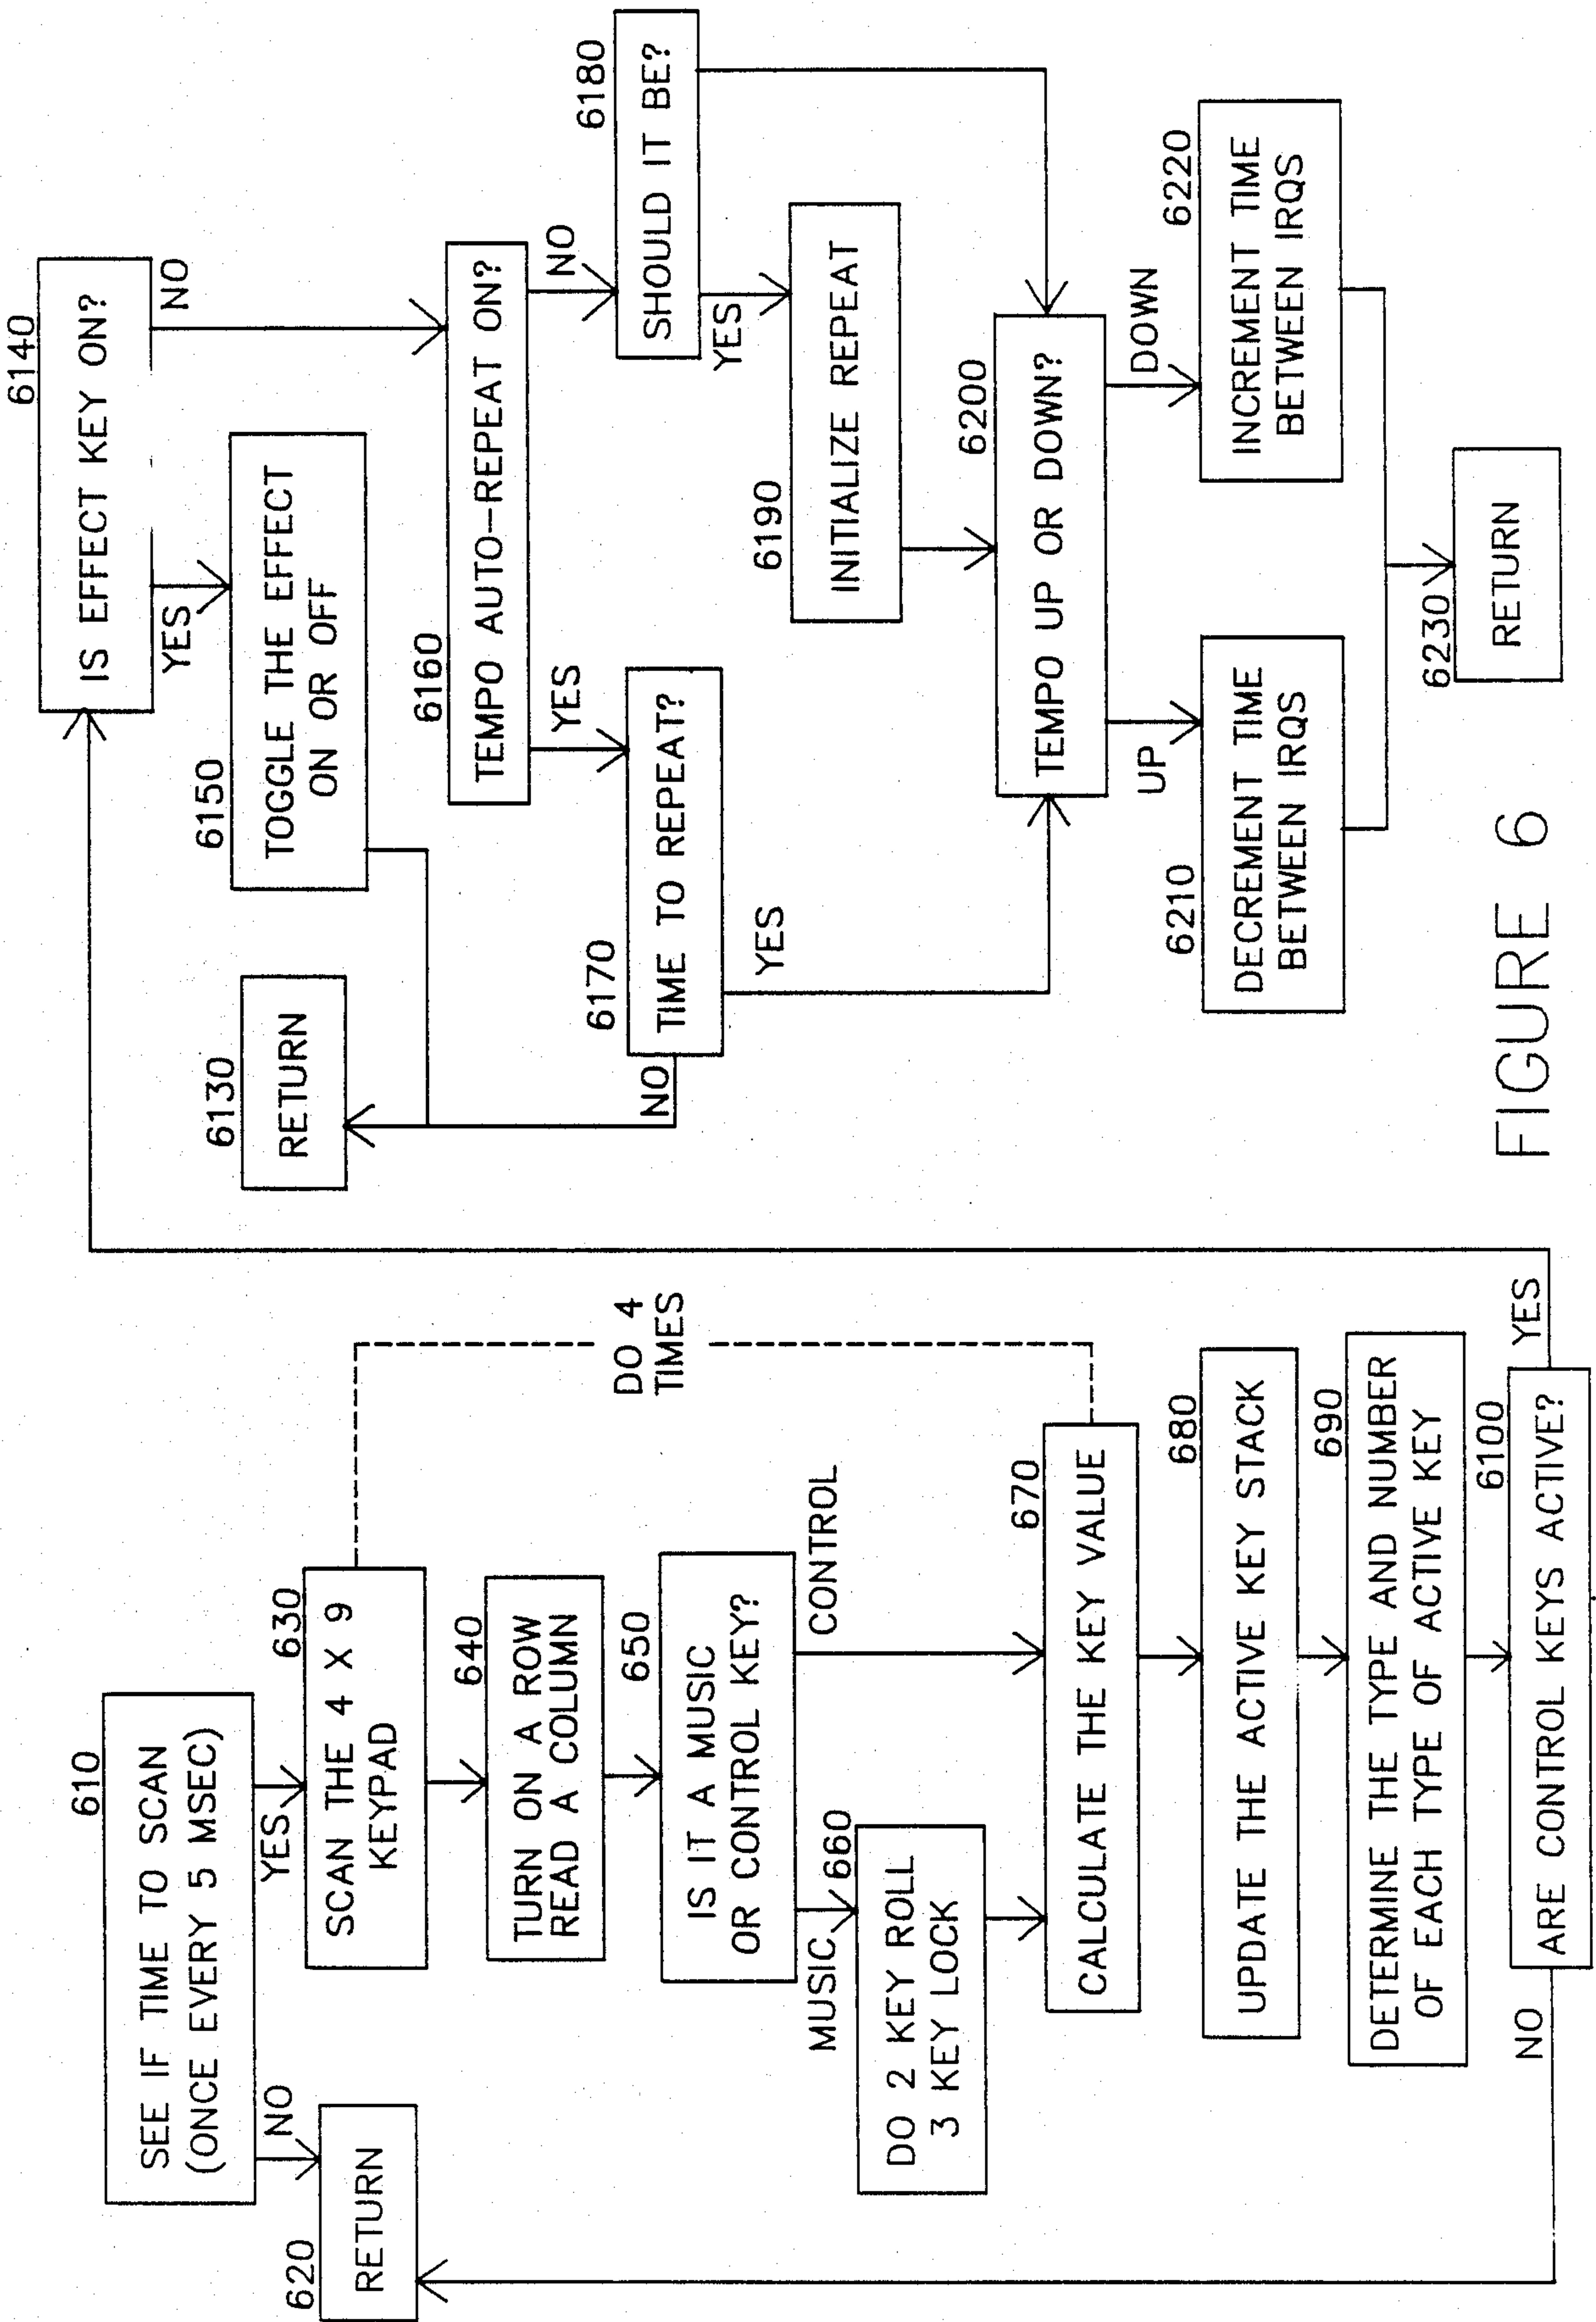 610
SEE IF TIME TO SCAN
(ONCE EVERY 5 MSEC)
NO
YES
620
RETURN
630
SCAN THE 4 X 9
KEYPAD
640
TURN ON A ROW
READ A COLUMN
650
IS IT A MUSIC
OR CONTROL KEY?
MUSIC
CONTROL
660
DO 2 KEY ROLL
3 KEY LOCK
DO 4
TIMES
670
CALCULATE THE KEY VALUE
680
UPDATE THE ACTIVE KEY STACK
690
DETERMINE THE TYPE AND NUMBER
OF EACH TYPE OF ACTIVE KEY
6100
ARE CONTROL KEYS ACTIVE?
NO
YES
6130
RETURN
6140
IS EFFECT KEY ON?
YES
NO
6150
TOGGLE THE EFFECT
ON OR OFF
6160
TEMPO AUTO-REPEAT ON?
YES
NO
6170
TIME TO REPEAT?
NO
YES
6180
SHOULD IT BE?
YES
6190
INITIALIZE REPEAT
6200
TEMPO UP OR DOWN?
UP
DOWN
6210
DECREMENT TIME
BETWEEN IRQS
6220
INCREMENT TIME
BETWEEN IRQS
6230
RETURN
FIGURE 6